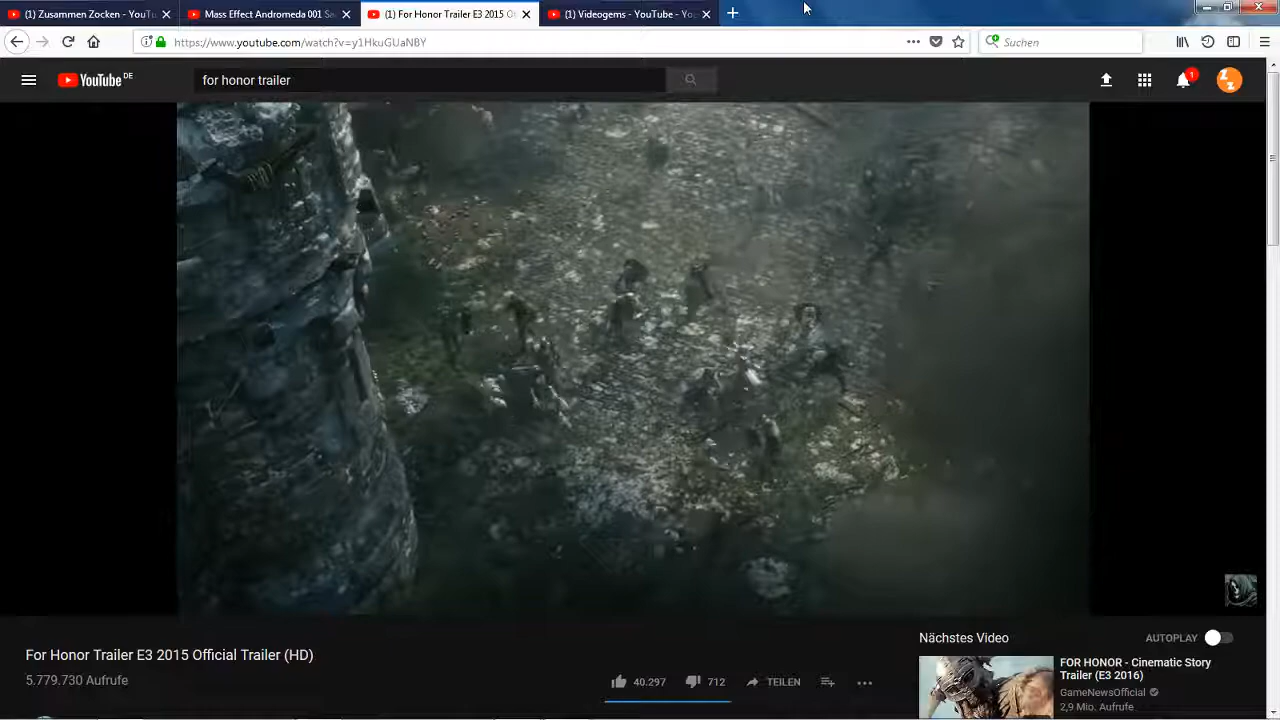 (1) Zusammen Zocken - YouTu
Mass Effect Andromeda 001 Sa
(1) For Honor Trailer E3 2015 O
(1) Videogems - YouTube - Yo
https://www.youtube.com/watch?v=y1HkuGUaNBY
Suchen
YouTube DE
for honor trailer
1
For Honor Trailer E3 2015 Official Trailer (HD)
5.779.730 Aufrufe
40.297
712
TEILEN
Nächstes Video
AUTOPLAY
FOR HONOR - Cinematic Story
Trailer (E3 2016)
GameNewsOfficial
2,9 Mio. Aufrufe